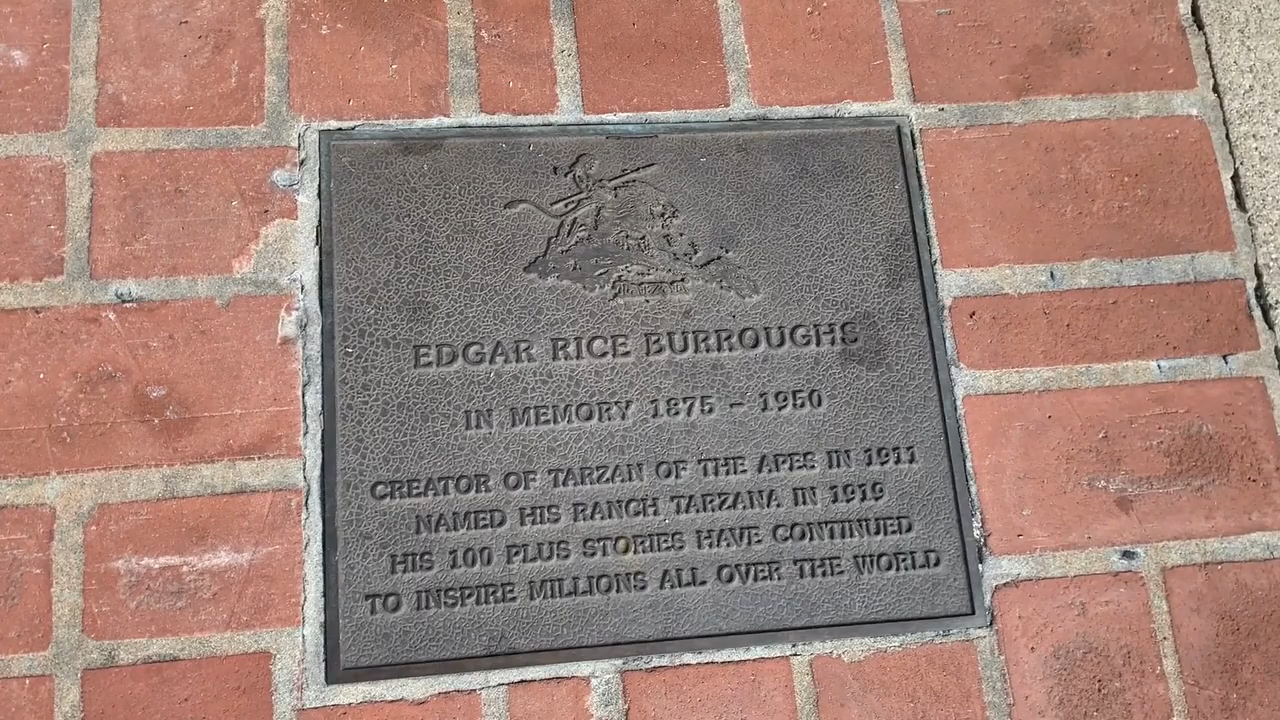 TARZANA
EDGAR RICE BURROUGHS
IN MEMORY 1875 – 1950
CREATOR OF TARZAN OF THE APES IN 1911
NAMED HIS RANCH TARZANA IN 1919
HIS 100 PLUS STORIES HAVE CONTINUED
TO INSPIRE MILLIONS ALL OVER THE WORLD